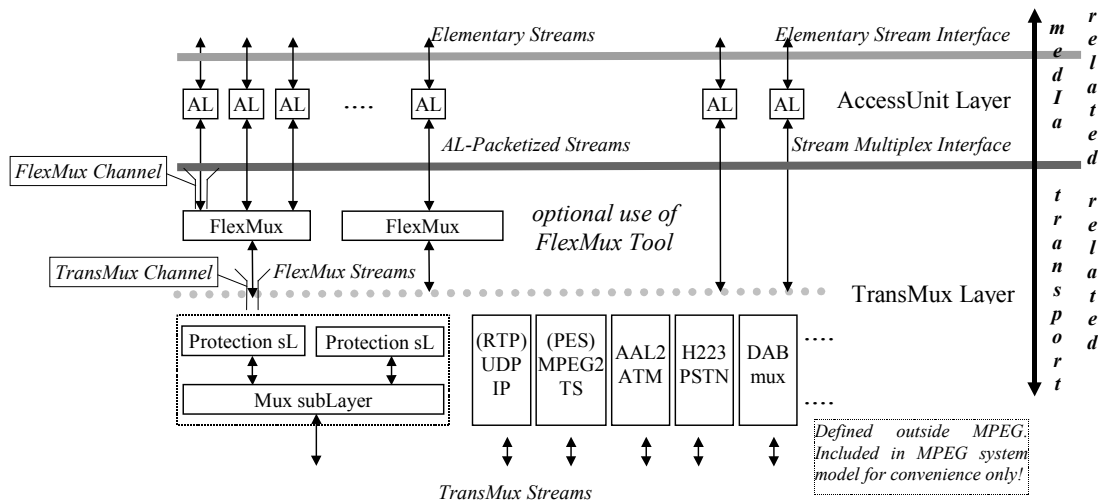 Elementary Streams
Elementary Stream Interface
AL AL AL .... AL AL AL
AccessUnit Layer
AL-Packetized Streams
Stream Multiplex Interface
FlexMux Channel
FlexMux
FlexMux
optional use of
FlexMux Tool
TransMux Channel
FlexMux Streams
TransMux Layer
Protection sL
Protection sL
Mux subLayer
(RTP)
UDP
IP
(PES)
MPEG2
TS
AAL2
ATM
H223
PSTN
DAB
mux
....
....
TransMux Streams
Defined outside MPEG.
Included in MPEG system
model for convenience only!
medIa
related
transport
related